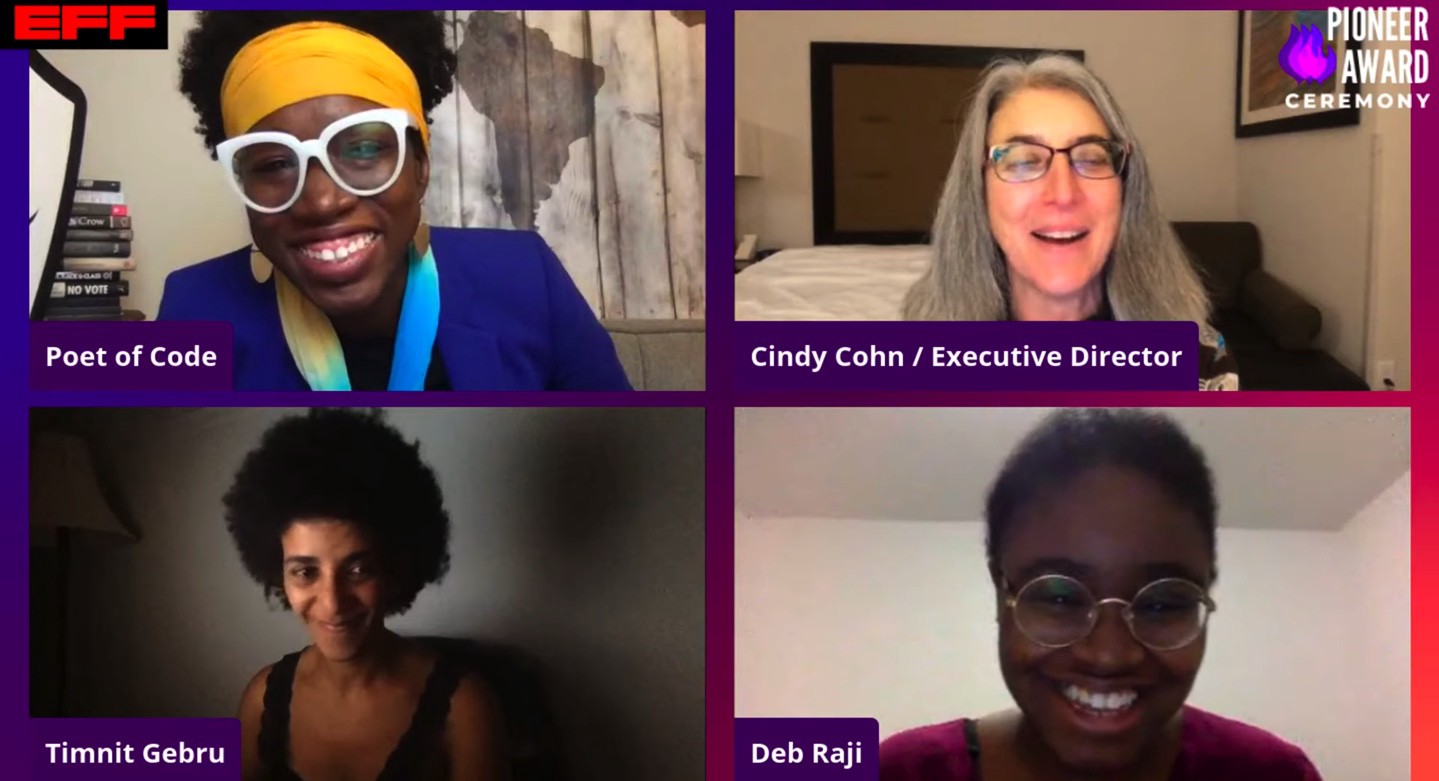 EFF
PIONEER
AWARD
CEREMONY
Crow
NO VOTE
Poet of Code
Cindy Cohn / Executive Director
Timnit Gebru
Deb Raji